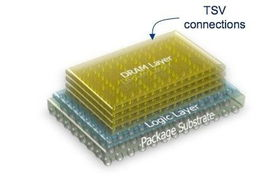 TSV
connections
DRAM Layer
Logic Layer
Package Substrate